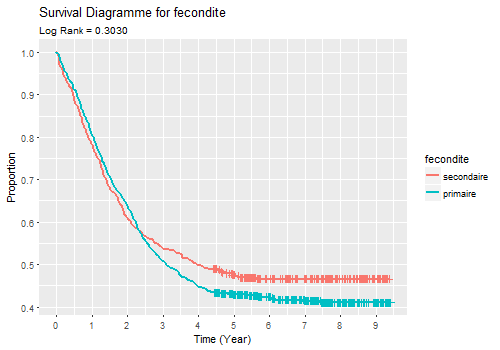 Survival Diagramme for fecondite
Log Rank = 0.3030
1.0
0.9
0.8
0.7
0.6
0.5
0.4
Proportion
0 1 2 3 4 5 6 7 8 9
Time (Year)
fecondite
secondaire
primaire